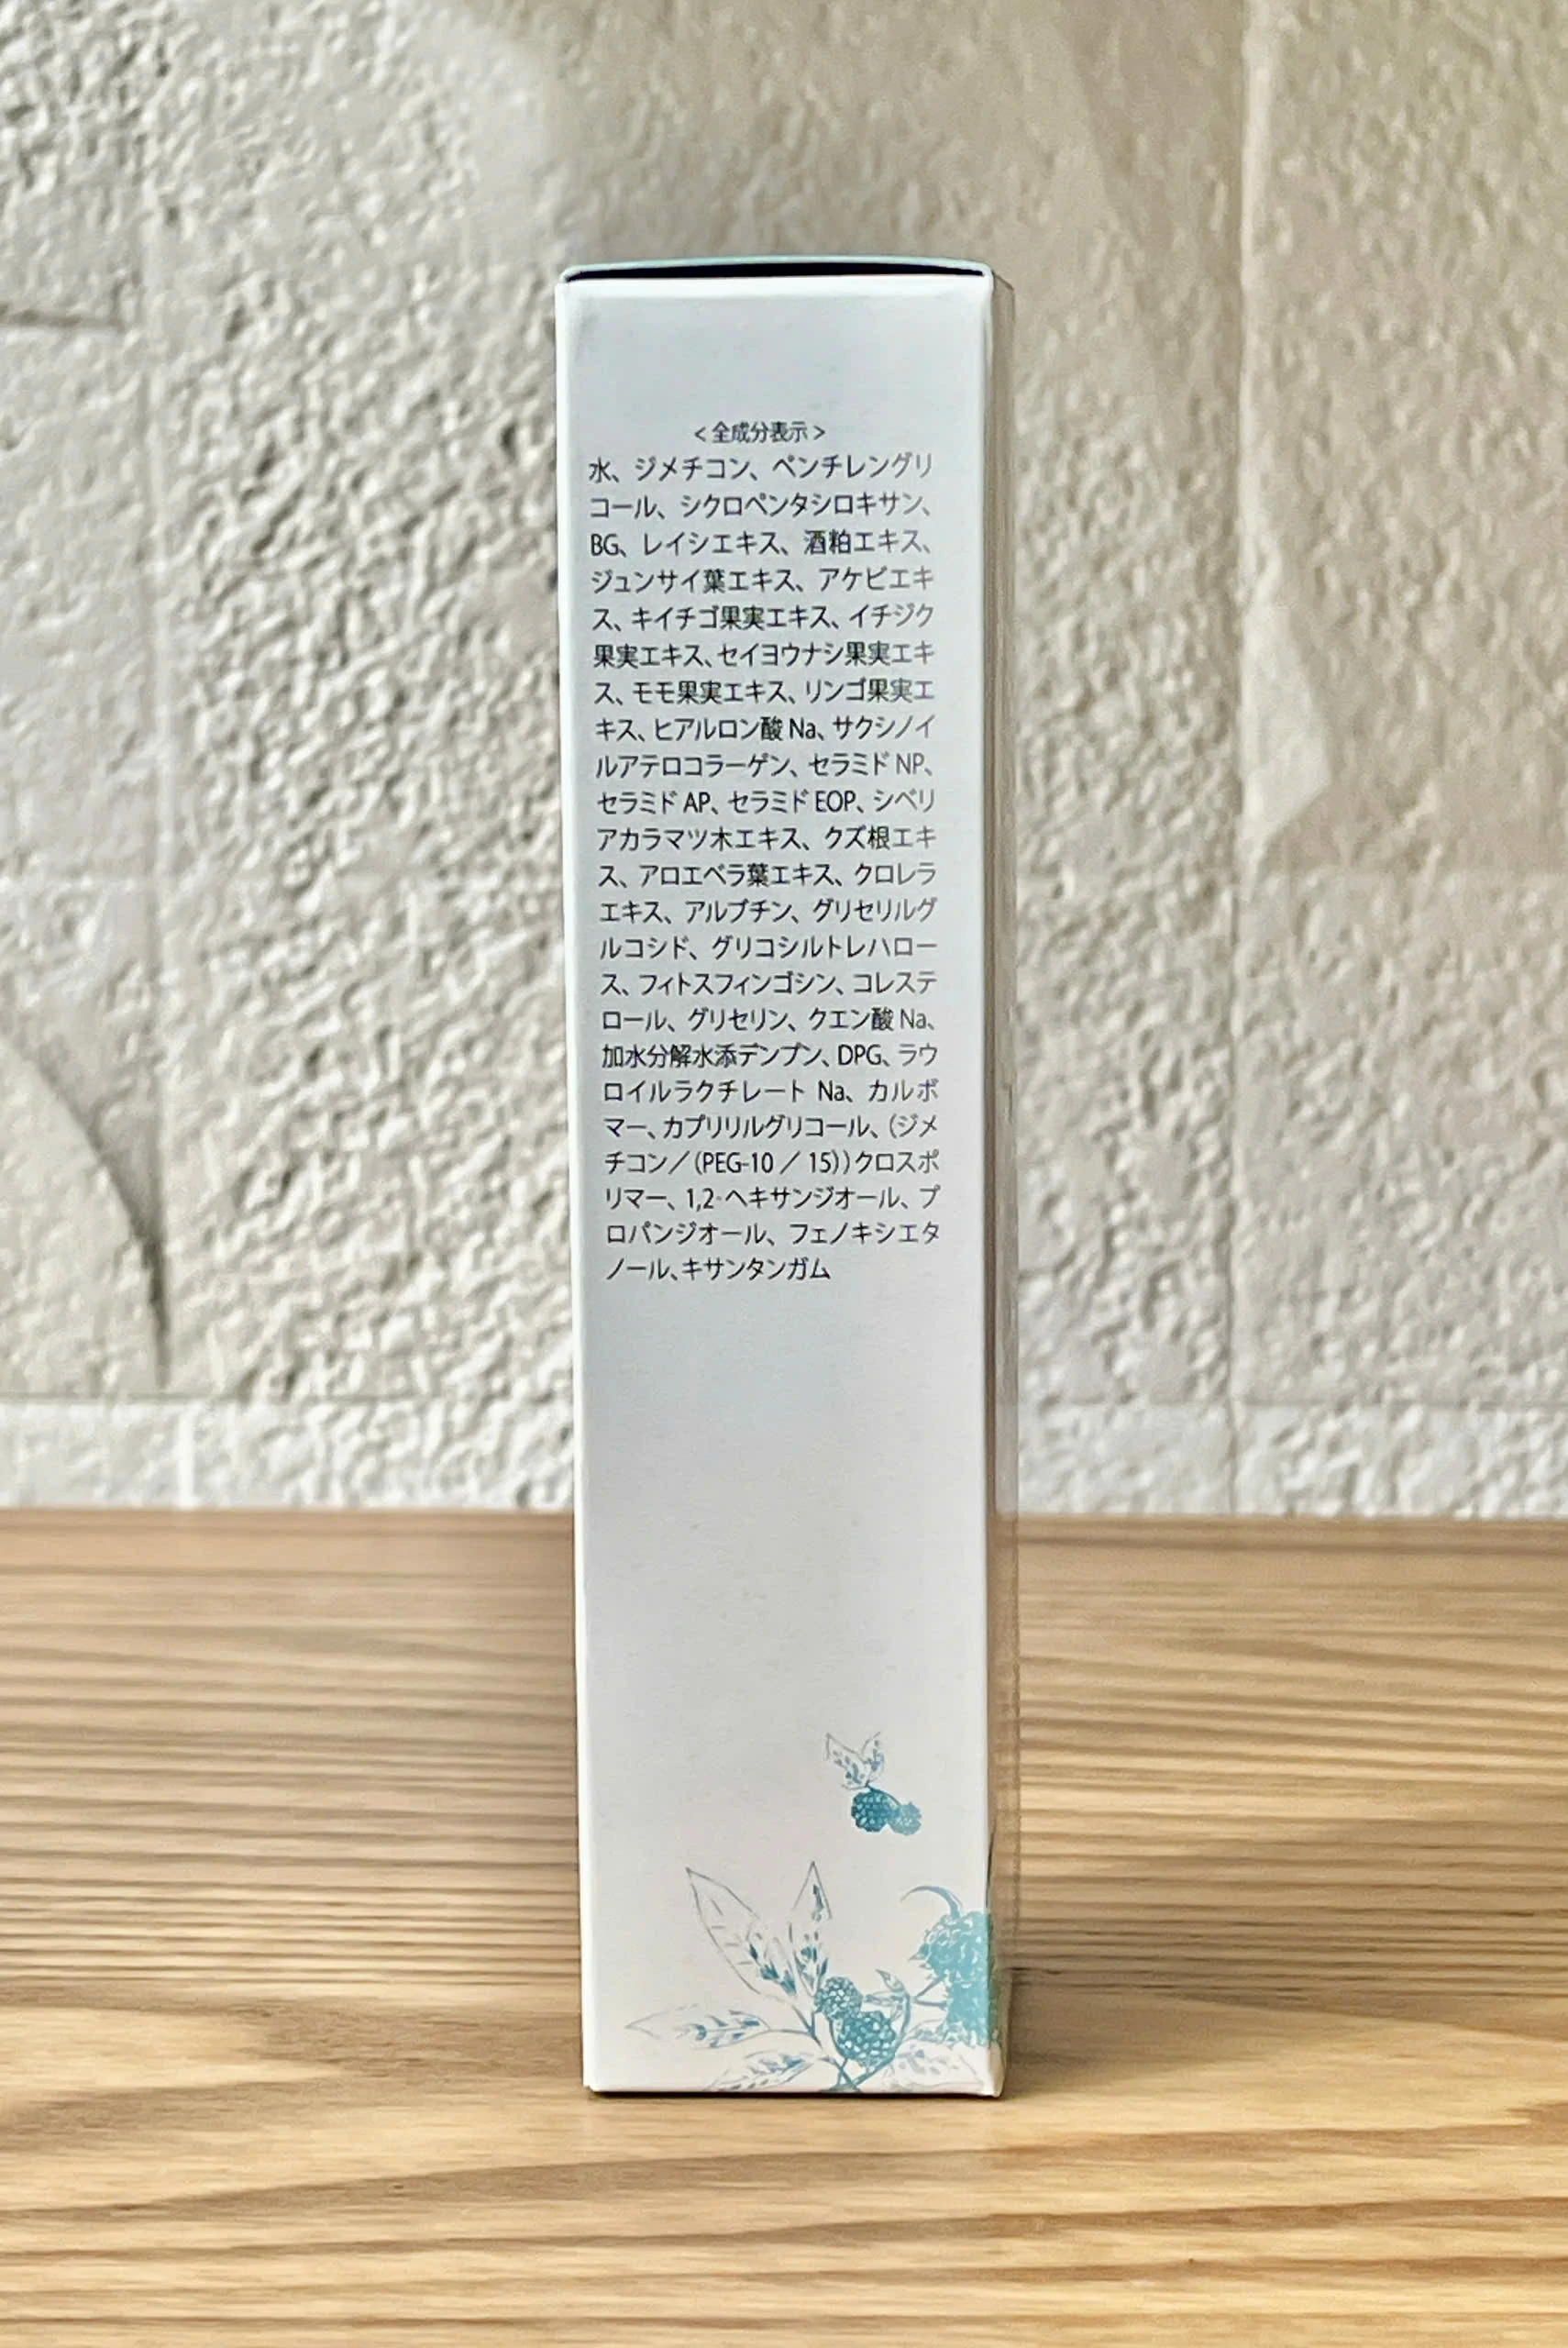 ＜全成分表示＞
水、ジメチコン、ペンチレングリ
コール、シクロペンタシロキサン、
BG、レイシエキス、酒粕エキス、
ジュンサイ葉エキス、アケビエキ
ス、キイチゴ果実エキス、イチジク
果実エキス、セイヨウナシ果実エキ
ス、モモ果実エキス、リンゴ果実エ
キス、ヒアルロン酸Na、サクシノイ
ルアテロコラーゲン、セラミドNP、
セラミドAP、セラミドEOP、シベリ
アカラマツ木エキス、クズ根エキ
ス、アロエベラ葉エキス、クロレラ
エキス、アルブチン、グリセリルグ
ルコシド、グリコシルトレハロー
ス、フィトスフィンゴシン、コレステ
ロール、グリセリン、クエン酸Na、
加水分解水添デンプン、DPG、ラウ
ロイルラクチレート Na、カルボ
マー、カプリリルグリコール、(ジメ
チコン／(PEG-10／15))クロスポ
リマー、1,2-ヘキサンジオール、プ
ロパンジオール、フェノキシエタ
ノール、キサンタンガム